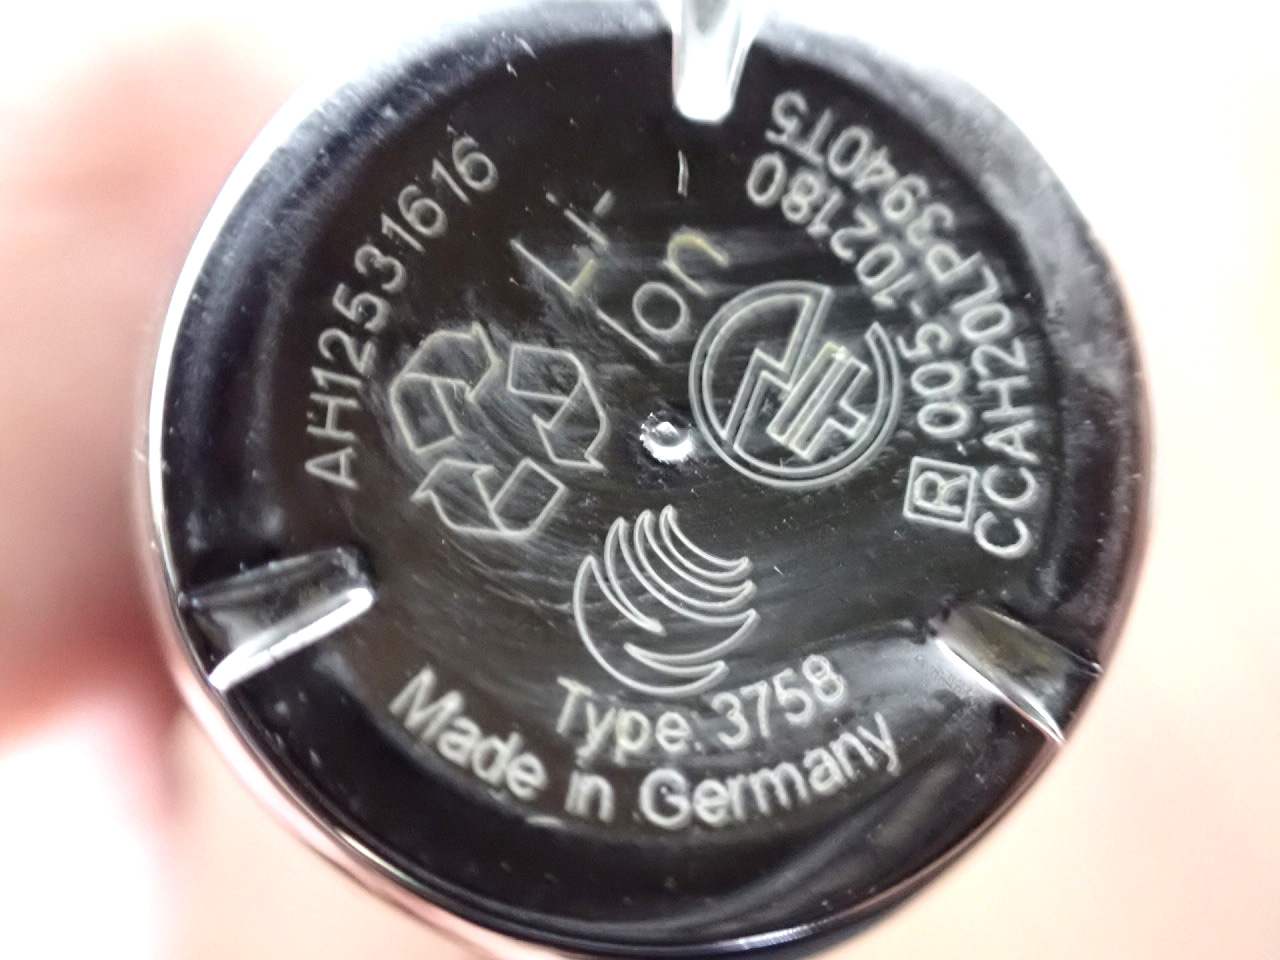 AH12531616
Li-
Ion
R 005-102180
CCAH20LP3940T5
Type: 3758
Made in Germany